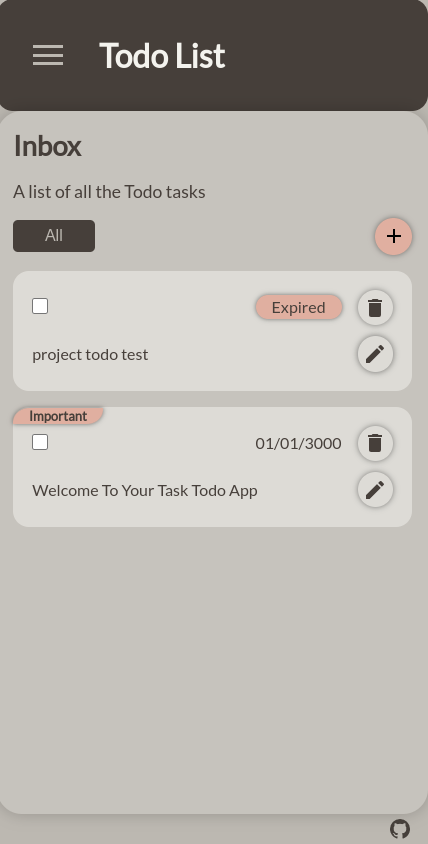 Todo List
Inbox
A list of all the Todo tasks
All
Expired
project todo test
Important
01/01/3000
Welcome To Your Task Todo App